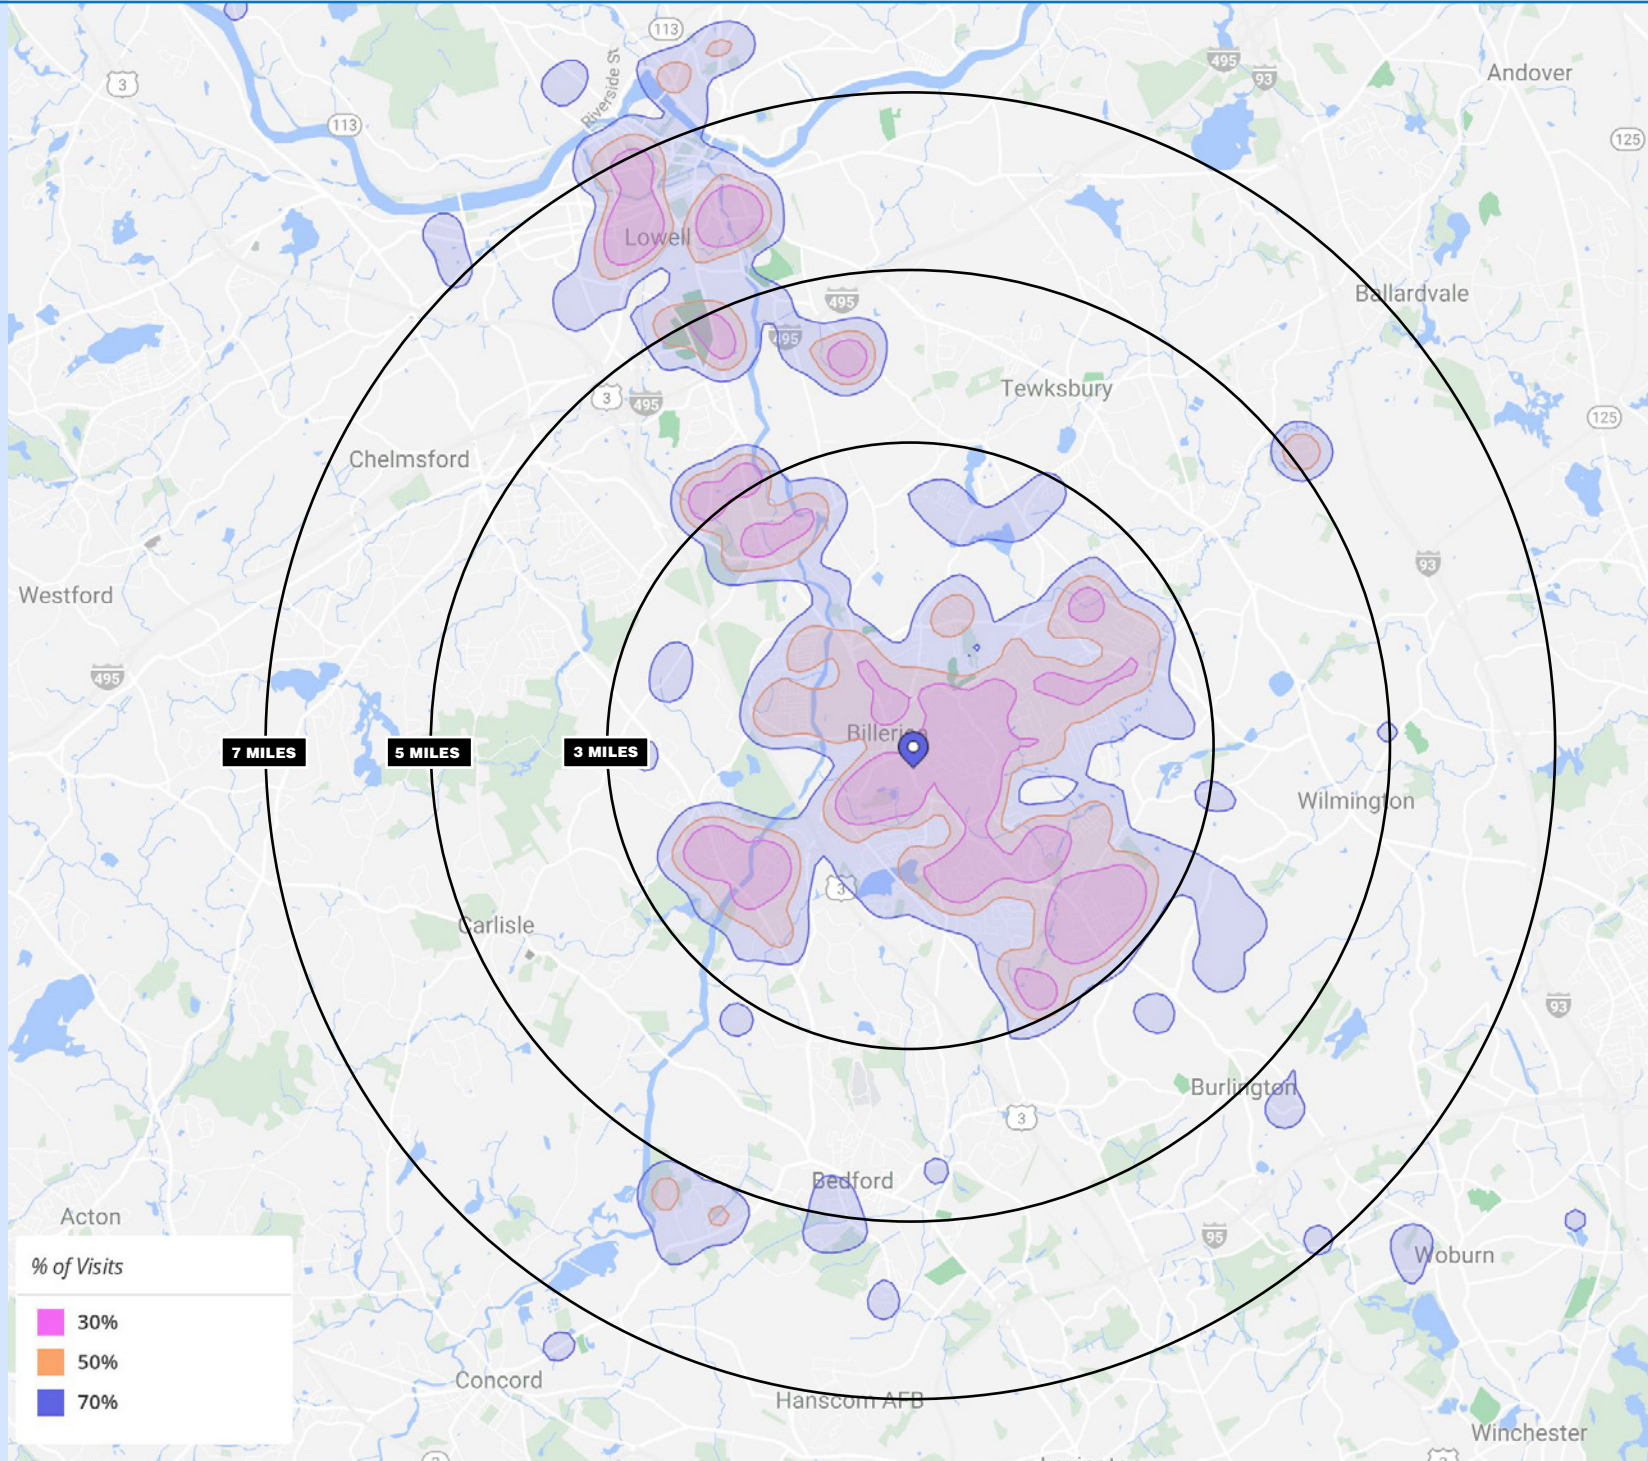 113
Riverside St
495
93
Andover
3
113
125
Lowell
495
Ballardvale
495
3
495
Tewksbury
125
Chelmsford
93
Westford
495
Billerica
7 MILES
5 MILES
3 MILES
Wilmington
3
Carlisle
93
Burlington
3
Bedford
Acton
95
Woburn
% of Visits
30%
50%
70%
Concord
Hanscom AFB
Winchester
3